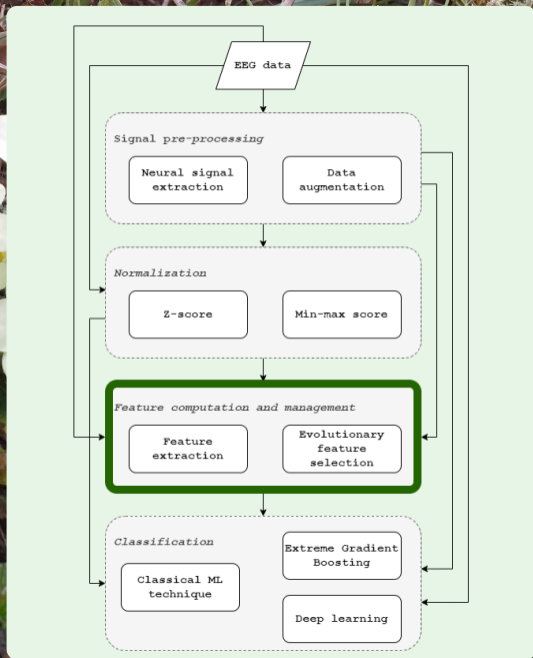 EEG data
Signal pre-processing
Neural signal
extraction
Data
augmentation
Normalization
Z-score
Min-max score
Feature computation and management
Feature
extraction
Evolutionary
feature
selection
Classification
Extreme Gradient
Boosting
Classical ML
technique
Deep learning